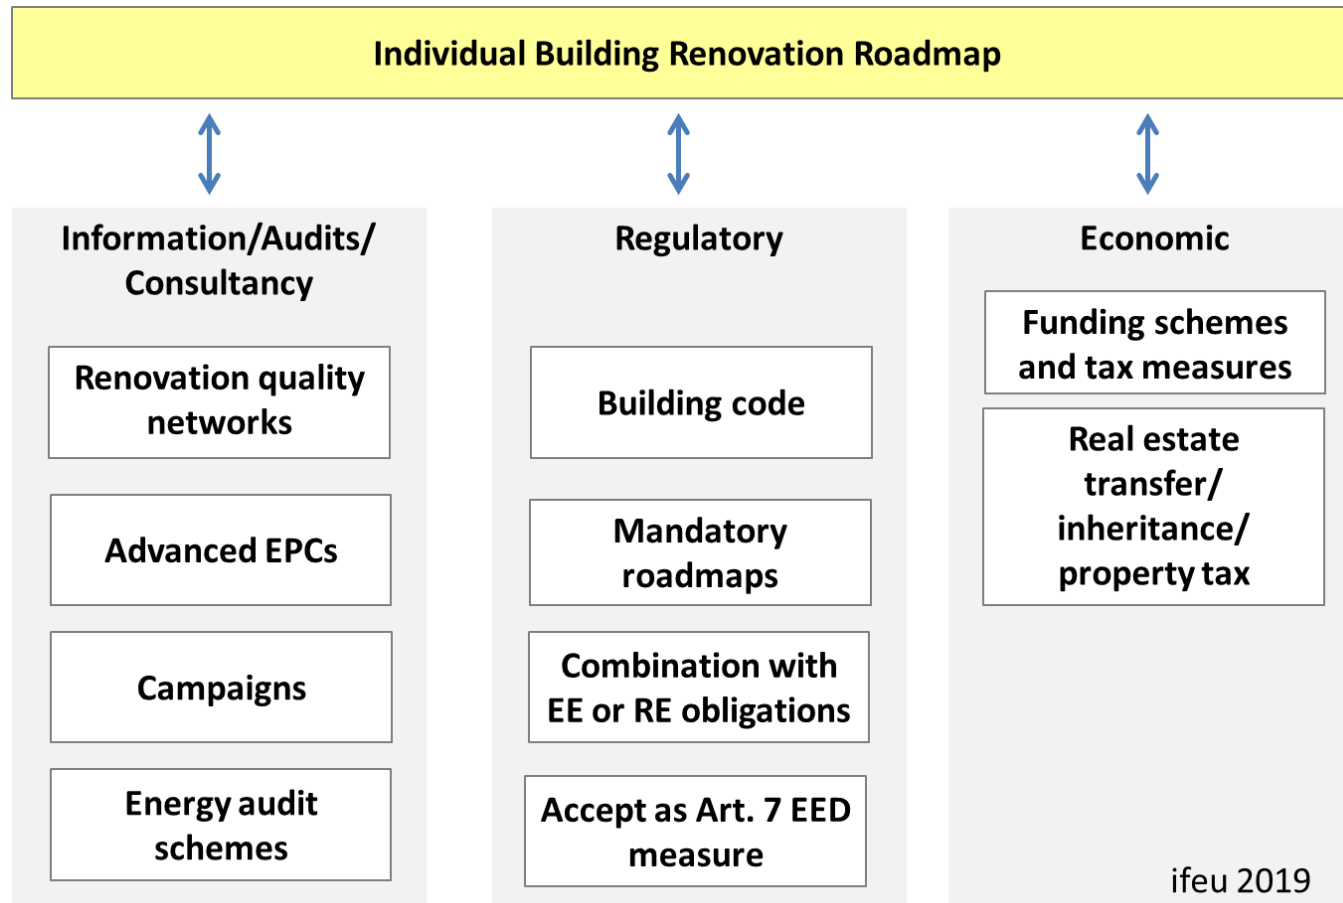 Individual Building Renovation Roadmap
Information/Audits/
Consultancy
Renovation quality
networks
Advanced EPCs
Campaigns
Energy audit
schemes
Regulatory
Building code
Mandatory
roadmaps
Combination with
EE or RE obligations
Accept as Art. 7 EED
measure
Economic
Funding schemes
and tax measures
Real estate
transfer/
inheritance/
property tax
ifeu 2019